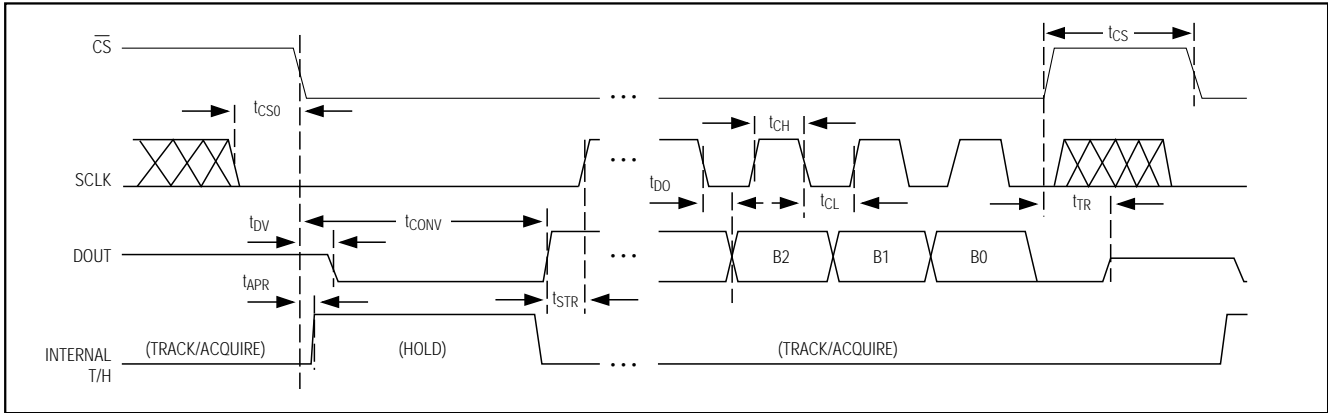 CS
tCS
tCS0
tCH
SCLK
tDO
tCL
tTR
tDV
tCONV
DOUT
B2 B1 B0
tAPR
tSTR
INTERNAL T/H
(TRACK/ACQUIRE) (HOLD) (TRACK/ACQUIRE)